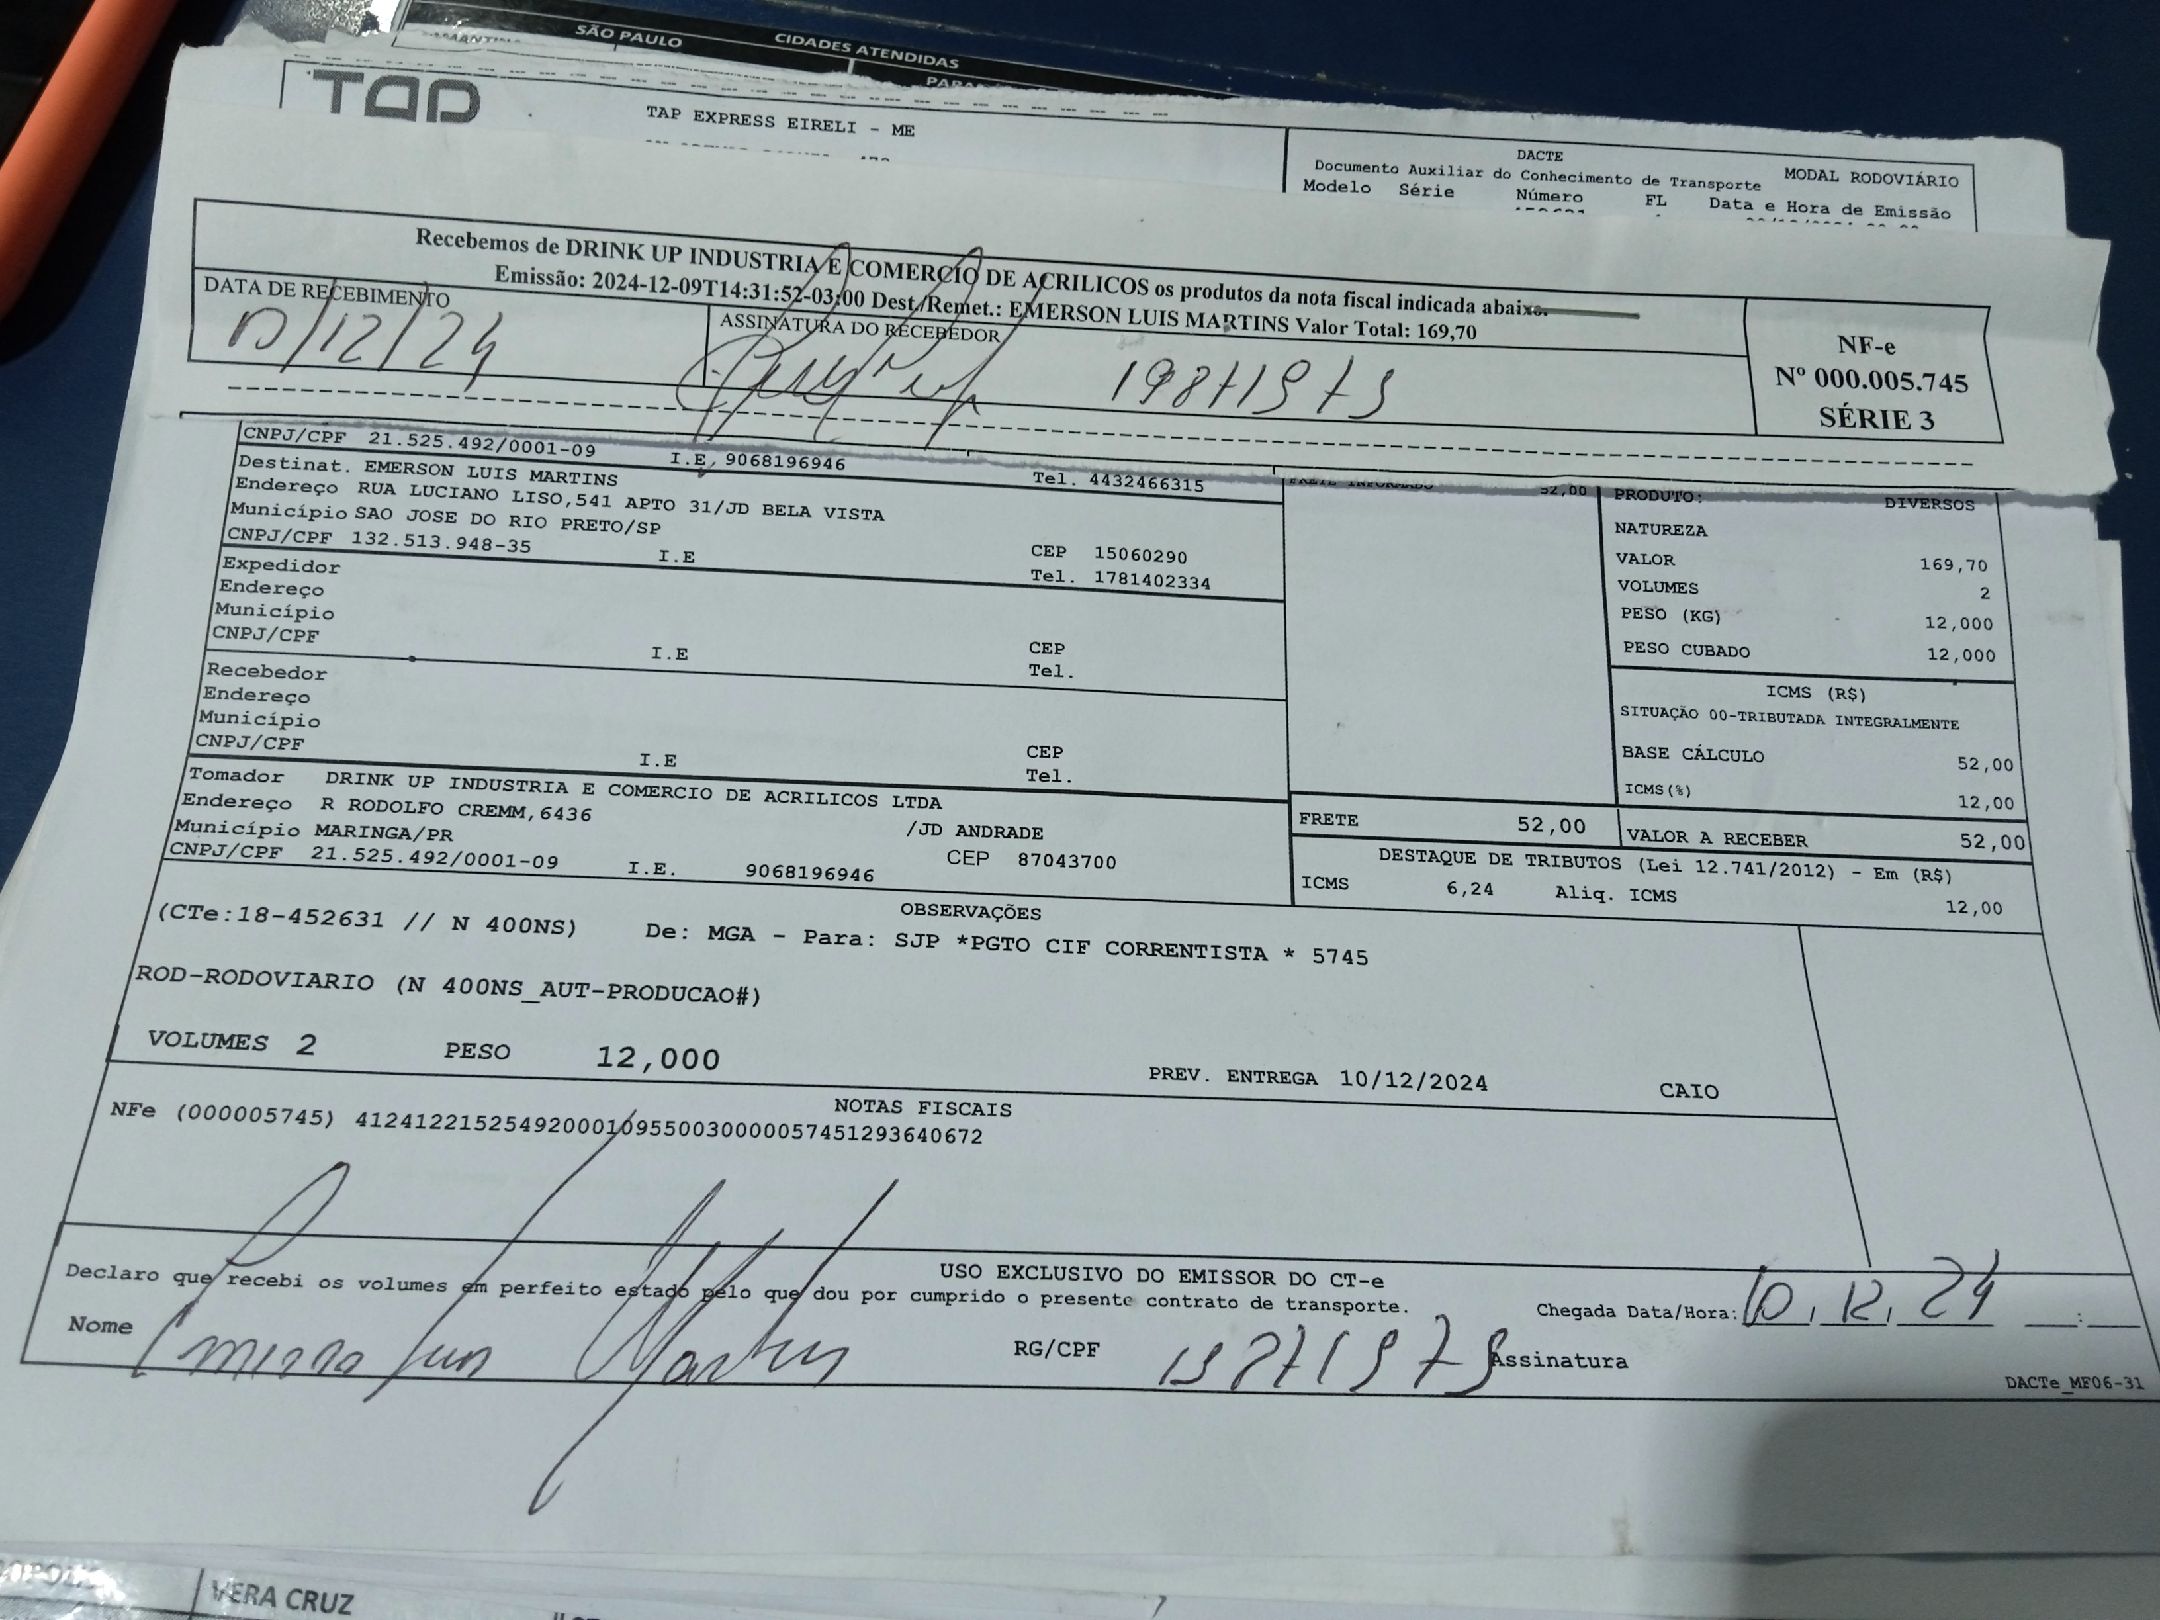 SÃO PAULO
CIDADES ATENDIDAS
TAP
TAP EXPRESS EIRELI - ME
DACTE
Documento Auxiliar do Conhecimento de Transporte
MODAL RODOVIÁRIO
Modelo Série Número FL Data e Hora de Emissão
Recebemos de DRINK UP INDUSTRIA E COMERCIO DE ACRILICOS os produtos da nota fiscal indicada abaixo.
Emissão: 2024-12-09T14:31:52-03:00 Dest./Remet.: EMERSON LUIS MARTINS Valor Total: 169,70
DATA DE RECEBIMENTO
10/12/24
ASSINATURA DO RECEBEDOR
19871979
NF-e
Nº 000.005.745
SÉRIE 3
CNPJ/CPF 21.525.492/0001-09 I.E, 9068196946 Tel. 4432466315
Destinat. EMERSON LUIS MARTINS
Endereço RUA LUCIANO LISO,541 APTO 31/JD BELA VISTA
Município SAO JOSE DO RIO PRETO/SP CEP 15060290
CNPJ/CPF 132.513.948-35 I.E Tel. 1781402334
Expedidor
Endereço
Município CEP
CNPJ/CPF I.E Tel.
Recebedor
Endereço
Município CEP
CNPJ/CPF I.E Tel.
Tomador DRINK UP INDUSTRIA E COMERCIO DE ACRILICOS LTDA
Endereço R RODOLFO CREMM,6436 /JD ANDRADE
Município MARINGA/PR CEP 87043700
CNPJ/CPF 21.525.492/0001-09 I.E. 9068196946
FRETE INFORMADO 52,00
PRODUTO: DIVERSOS
NATUREZA
VALOR 169,70
VOLUMES 2
PESO (KG) 12,000
PESO CUBADO 12,000
ICMS (R$)
SITUAÇÃO 00-TRIBUTADA INTEGRALMENTE
BASE CÁLCULO 52,00
ICMS(%) 12,00
FRETE 52,00 VALOR A RECEBER 52,00
DESTAQUE DE TRIBUTOS (Lei 12.741/2012) - Em (R$)
ICMS 6,24 Aliq. ICMS 12,00
OBSERVAÇÕES
(CTe:18-452631 // N 400NS) De: MGA - Para: SJP *PGTO CIF CORRENTISTA * 5745
ROD-RODOVIARIO (N 400NS_AUT-PRODUCAO#)
VOLUMES 2 PESO 12,000 PREV. ENTREGA 10/12/2024 CAIO
NOTAS FISCAIS
NFe (000005745) 41241221525492000109550030000057451293640672
USO EXCLUSIVO DO EMISSOR DO CT-e
Declaro que recebi os volumes em perfeito estado pelo que dou por cumprido o presente contrato de transporte.
Chegada Data/Hora: 10.12.24 __:__
Nome Emerson Luis Martins RG/CPF 19871979 Assinatura
DACTe_MF06-31
VERA CRUZ